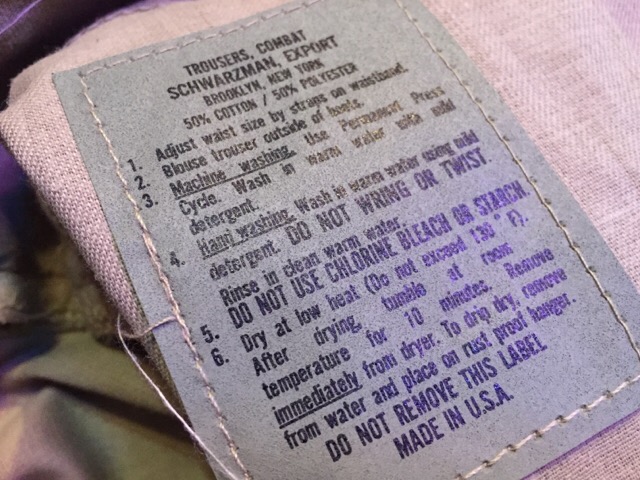 TROUSERS, COMBAT
SCHWARZMAN, EXPORT
BROOKLYN, NEW YORK
50% COTTON / 50% POLYESTER
1. Adjust waist size by straps on waistband.
2. Blouse trouser outside of boots.
3. Machine washing. Use Permanent Press
Cycle. Wash in warm water with mild
detergent.
4. Hand washing. Wash in warm water using mild
detergent. DO NOT WRING OR TWIST.
Rinse in clean warm water.
5. DO NOT USE CHLORINE BLEACH OR STARCH.
6. Dry at low heat (Do not exceed 130° F).
After drying, tumble at room
temperature for 10 minutes. Remove
immediately from dryer. To drip dry, remove
from water and place on rust proof hanger.
DO NOT REMOVE THIS LABEL
MADE IN U.S.A.